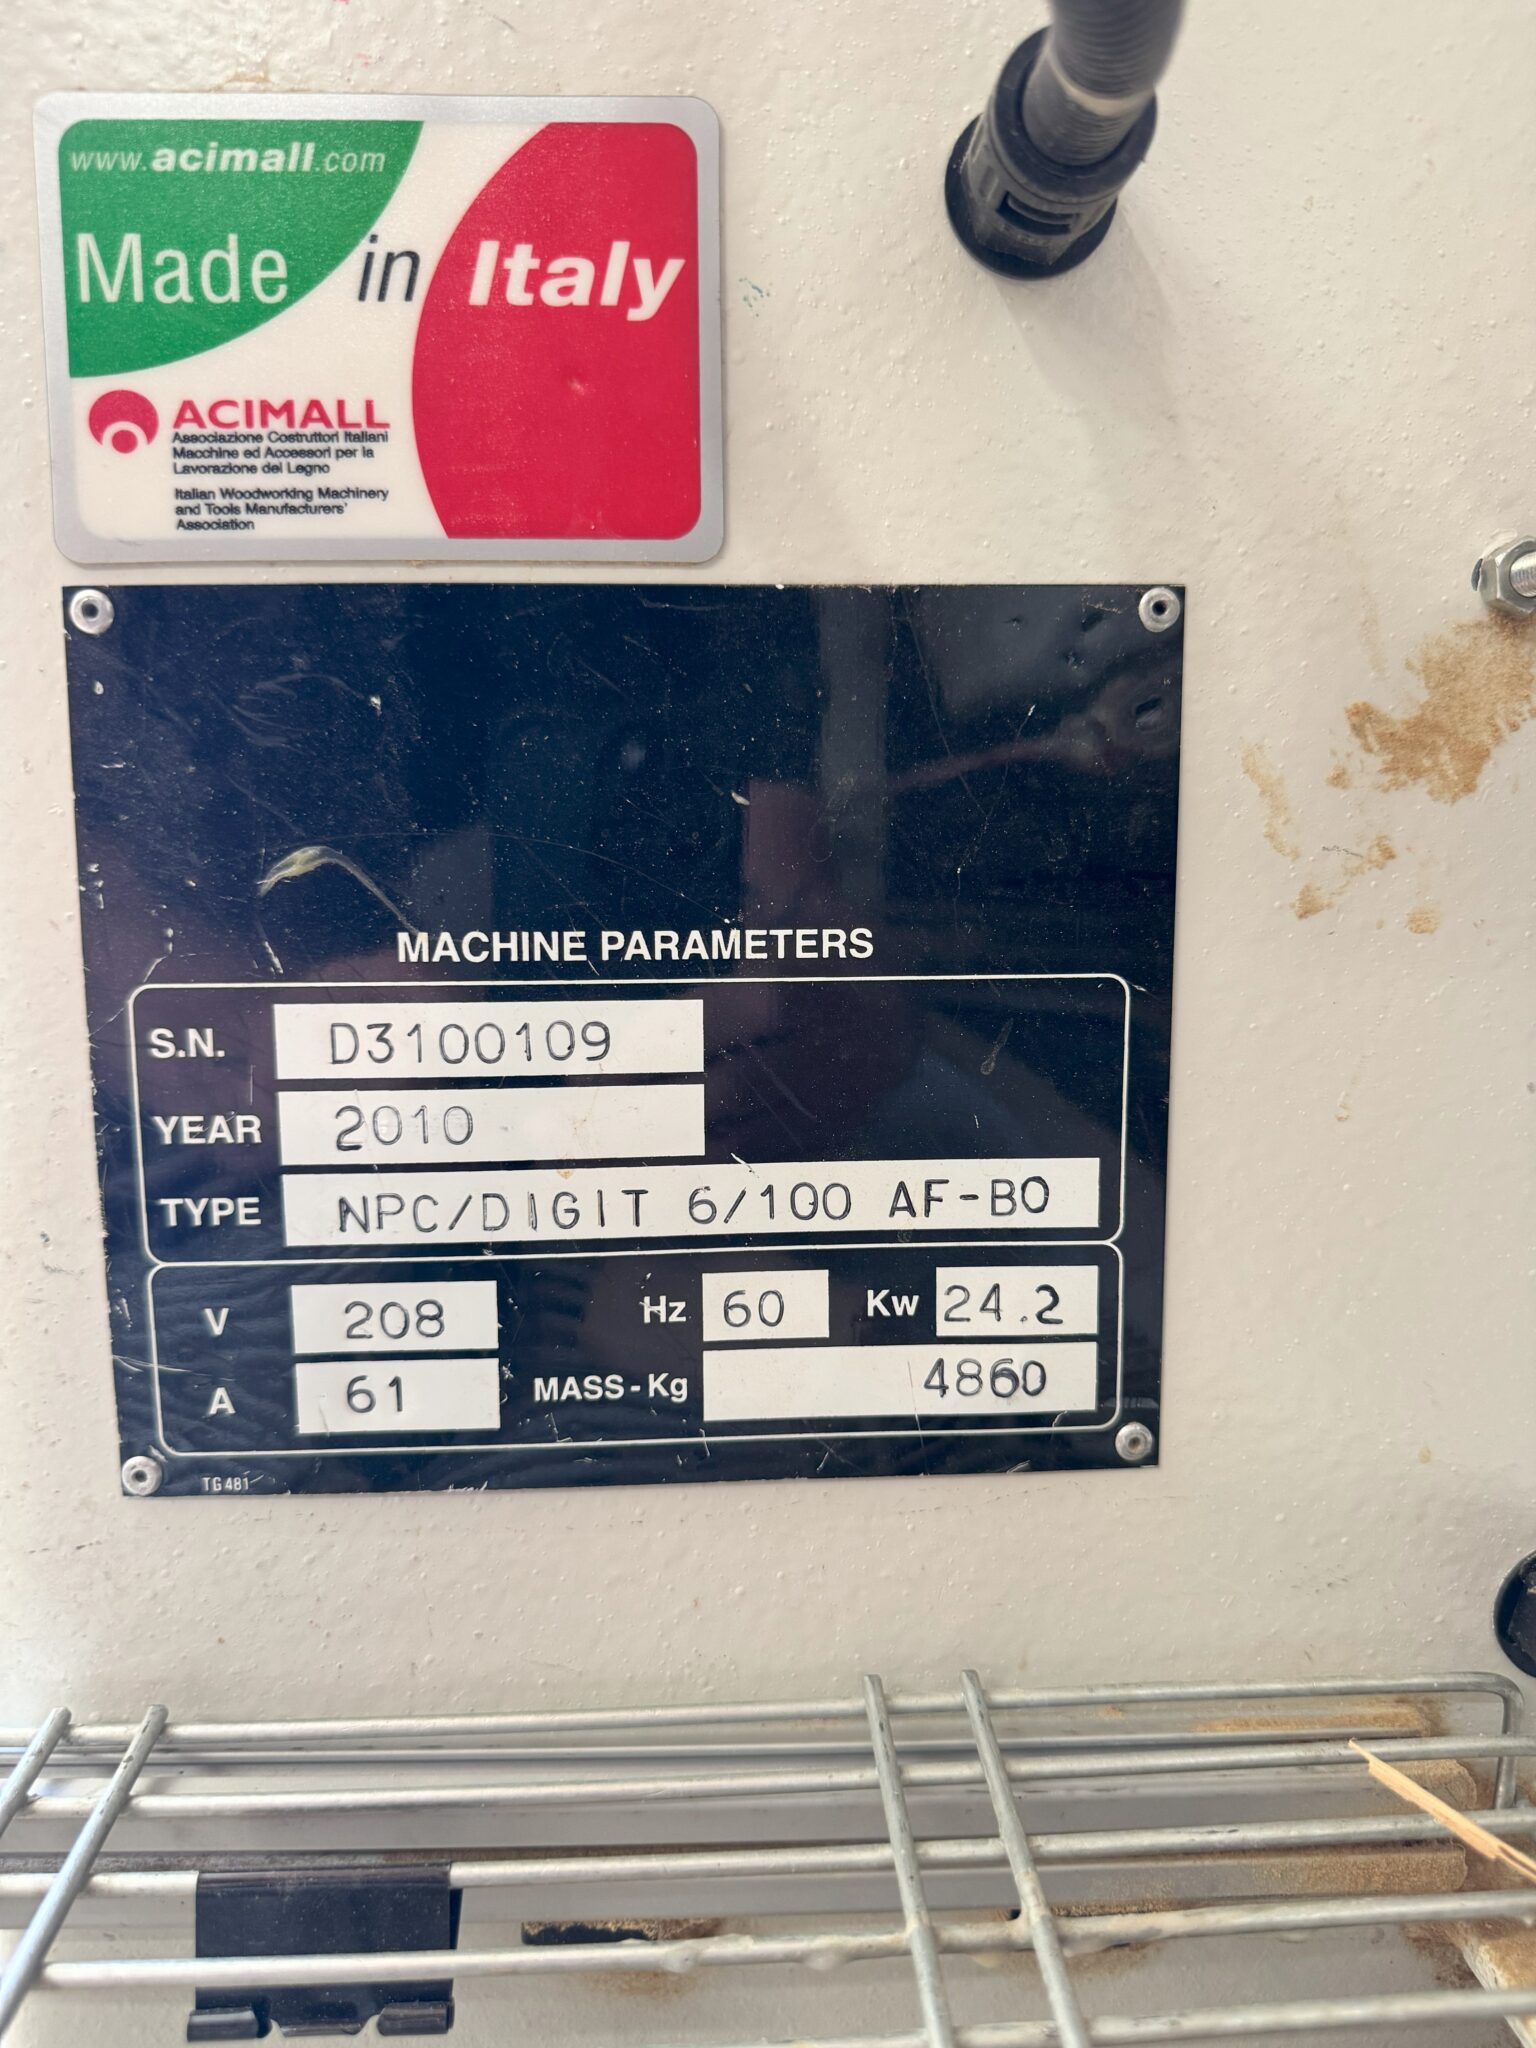 www.acimall.com
Made in Italy
ACIMALL
Associazione Costruttori Italiani
Macchine ed Accessori per la
Lavorazione del Legno
Italian Woodworking Machinery
and Tools Manufacturers'
Association
MACHINE PARAMETERS
S.N. D3100109
YEAR 2010
TYPE NPC/DIGIT 6/100 AF-BO
V 208 Hz 60 Kw 24.2
A 61 MASS-Kg 4860
TG481